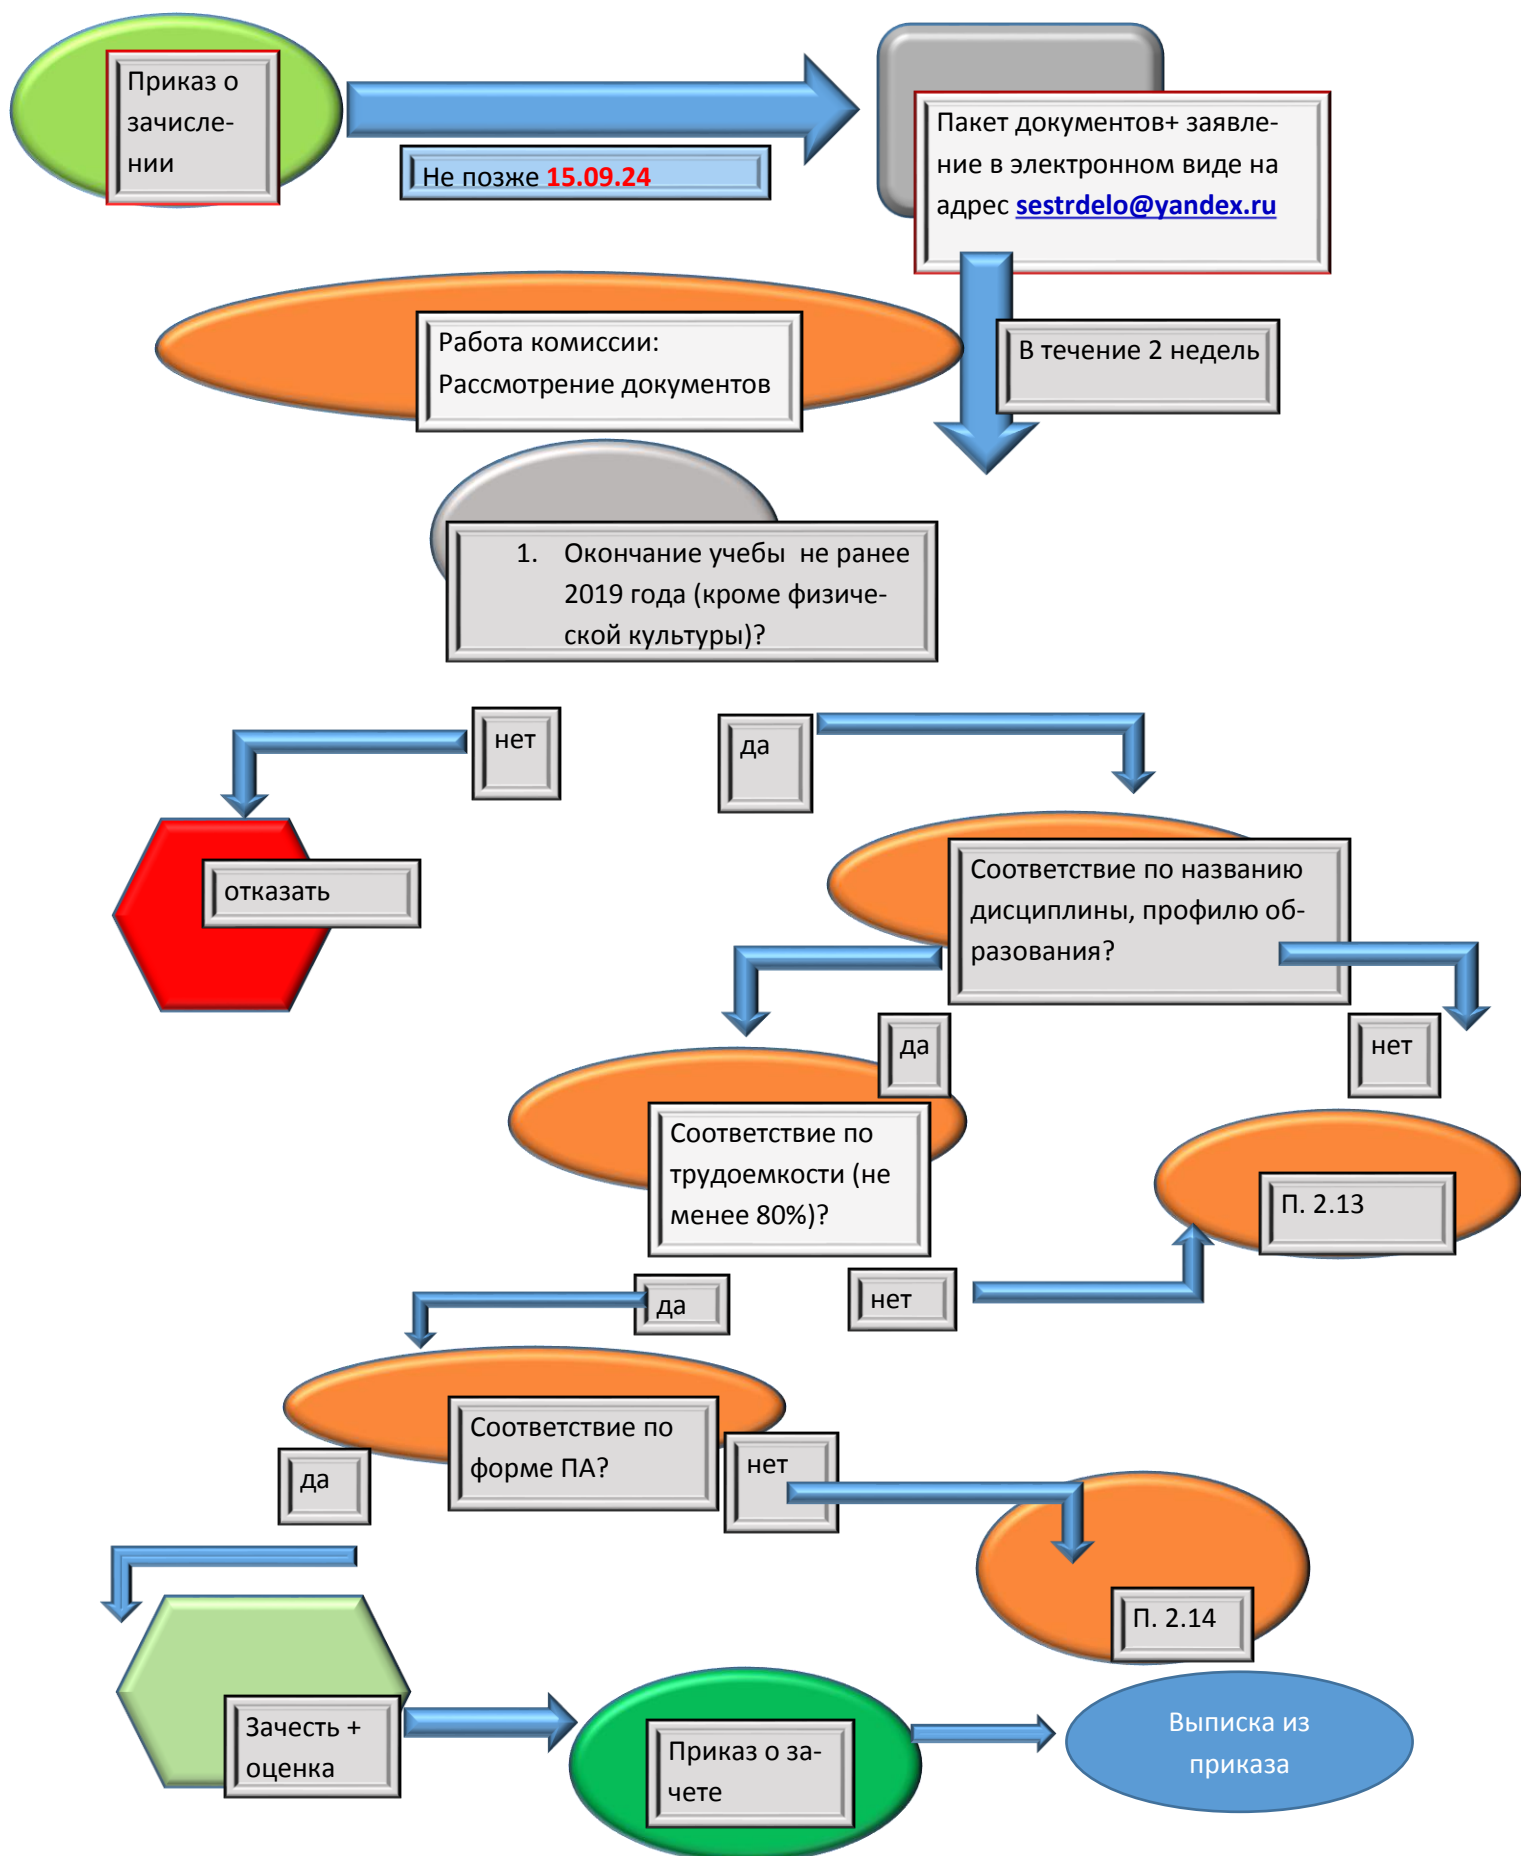 Приказ о
зачисле-
нии
Не позже 15.09.24
Пакет документов+ заявле-
ние в электронном виде на
адрес sestrdelo@yandex.ru
Работа комиссии:
Рассмотрение документов
В течение 2 недель
1. Окончание учебы не ранее
2019 года (кроме физиче-
ской культуры)?
нет
да
отказать
Соответствие по названию
дисциплины, профилю об-
разования?
да
нет
Соответствие по
трудоемкости (не
менее 80%)?
П. 2.13
да
нет
Соответствие по
форме ПА?
да
нет
П. 2.14
Зачесть +
оценка
Приказ о за-
чете
Выписка из
приказа